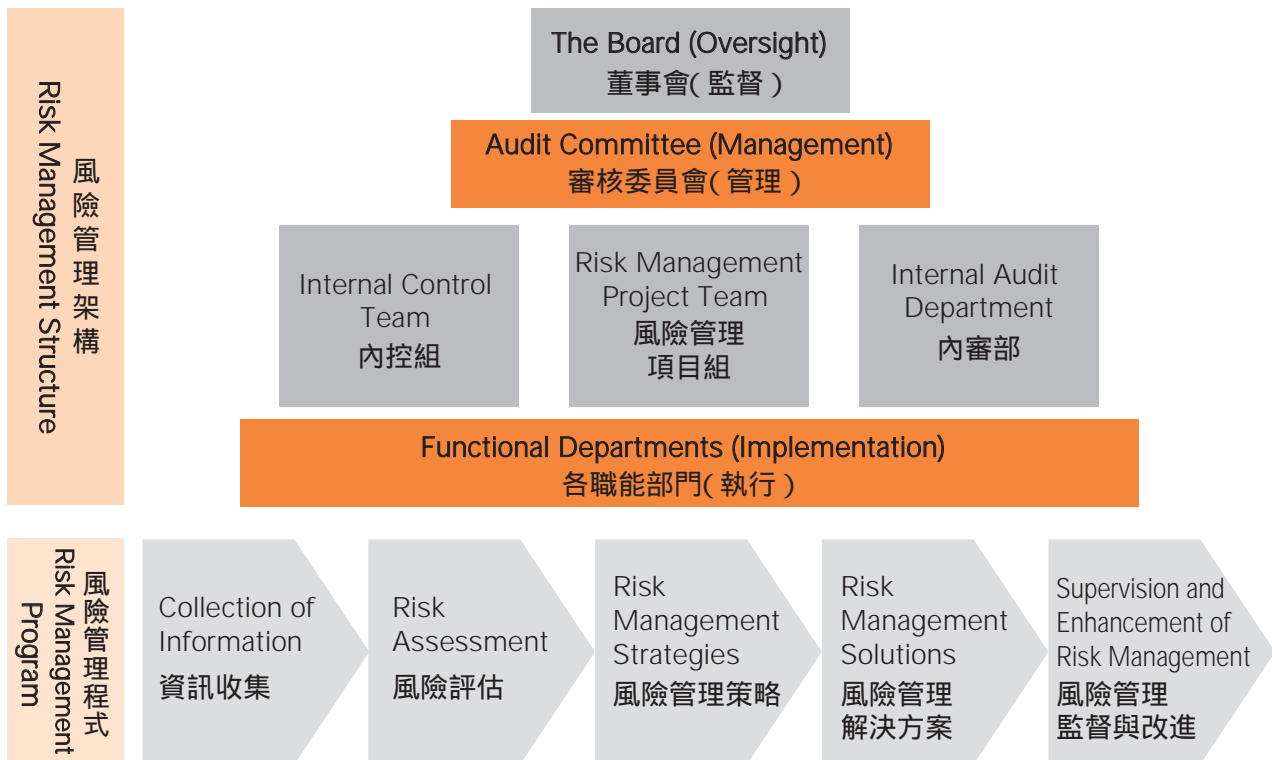 風險管理架構
Risk Management Structure
The Board (Oversight)
董事會( 監督 )
Audit Committee (Management)
審核委員會( 管理 )
Internal Control
Team
內控組
Risk Management
Project Team
風險管理
項目組
Internal Audit
Department
內審部
Functional Departments (Implementation)
各職能部門( 執行 )
風險管理程式
Risk Management
Program
Collection of
Information
資訊收集
Risk
Assessment
風險評估
Risk
Management
Strategies
風險管理策略
Risk
Management
Solutions
風險管理
解決方案
Supervision and
Enhancement of
Risk Management
風險管理
監督與改進